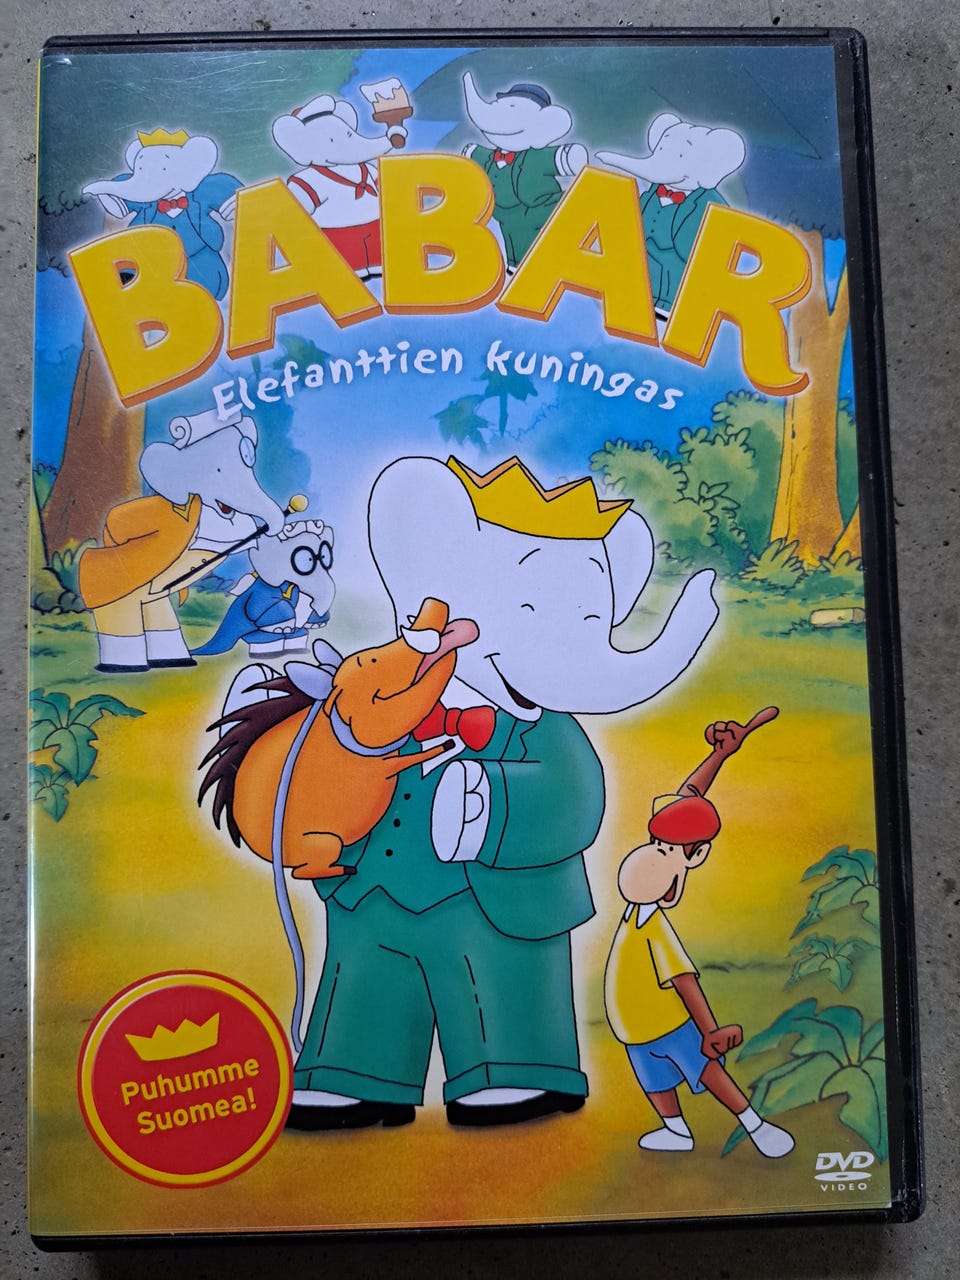 BABAR
Elefanttien kuningas
Puhumme
Suomea!
DVD
VIDEO